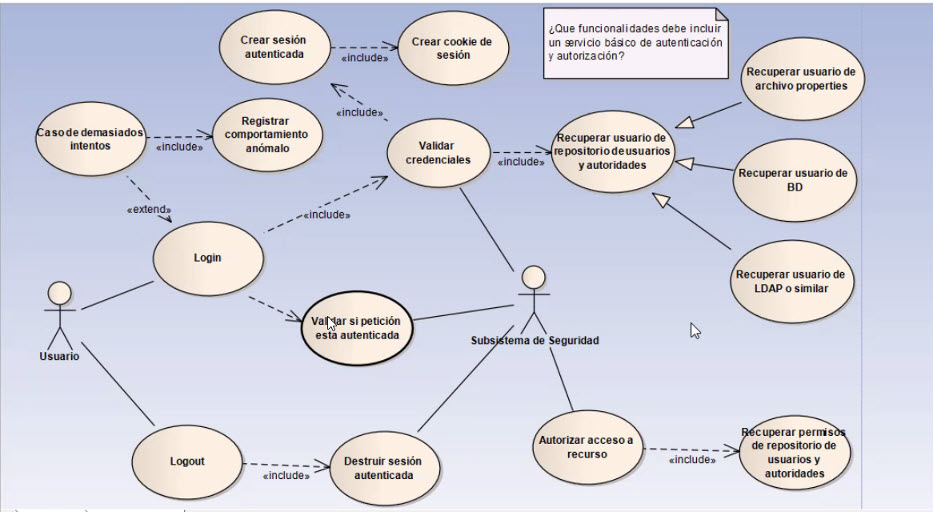 Crear sesión
autenticada
«include»
Crear cookie de
sesión
¿Que funcionalidades debe incluir
un servicio básico de autenticación
y autorización?
Recuperar usuario de
archivo properties
Caso de demasiados
intentos
«include»
Registrar
comportamiento
anómalo
«include»
Validar
credenciales
«include»
Recuperar usuario de
repositorio de usuarios
y autoridades
Recuperar usuario de
BD
«extend»
«include»
Login
Recuperar usuario de
LDAP o similar
Validar si petición
esta autenticada
Usuario
Subsistema de Seguridad
Logout
«include»
Destruir sesión
autenticada
Autorizar acceso a
recurso
«include»
Recuperar permisos
de repositorio de
usuarios y
autoridades